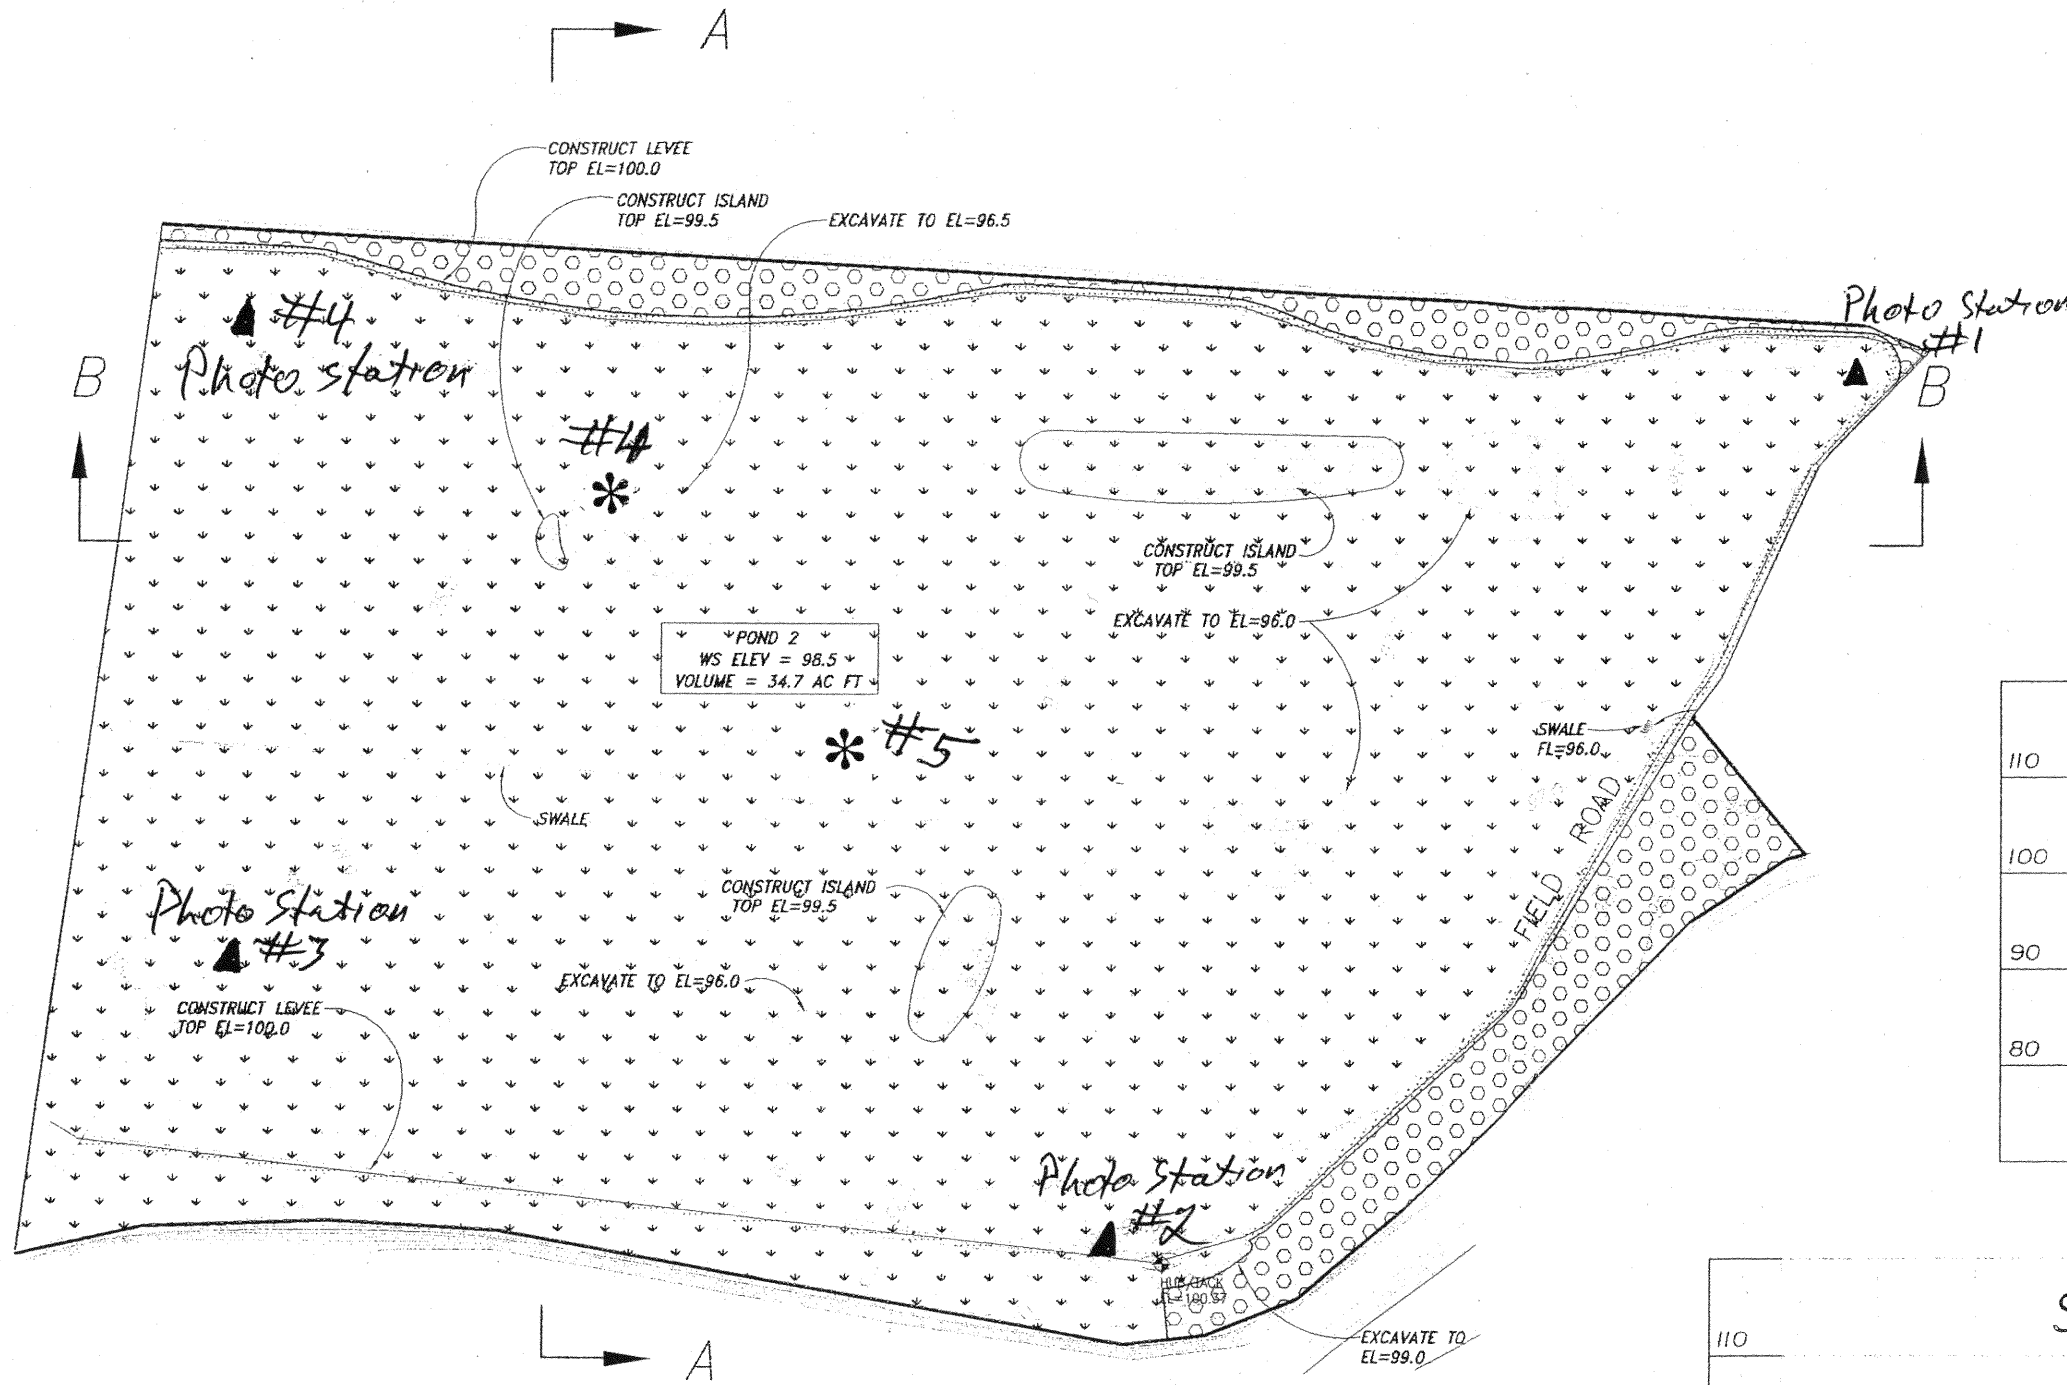 A
CONSTRUCT LEVEE
TOP EL=100.0
CONSTRUCT ISLAND
TOP EL=99.5
EXCAVATE TO EL=96.5
Photo Station
#1
#4
Photo station
B
B
#4
*
CONSTRUCT ISLAND
TOP EL=99.5
EXCAVATE TO EL=96.0
POND 2
WS ELEV = 98.5
VOLUME = 34.7 AC FT
* #5
SWALE
FL=96.0
SWALE
FIELD ROAD
110
100
90
80
CONSTRUCT ISLAND
TOP EL=99.5
Photo Station
#3
EXCAVATE TO EL=96.0
CONSTRUCT LEVEE
TOP EL=100.0
Photo Station
#2
HUB/TACK
EXCAVATE TO
EL=99.0
A
110
S